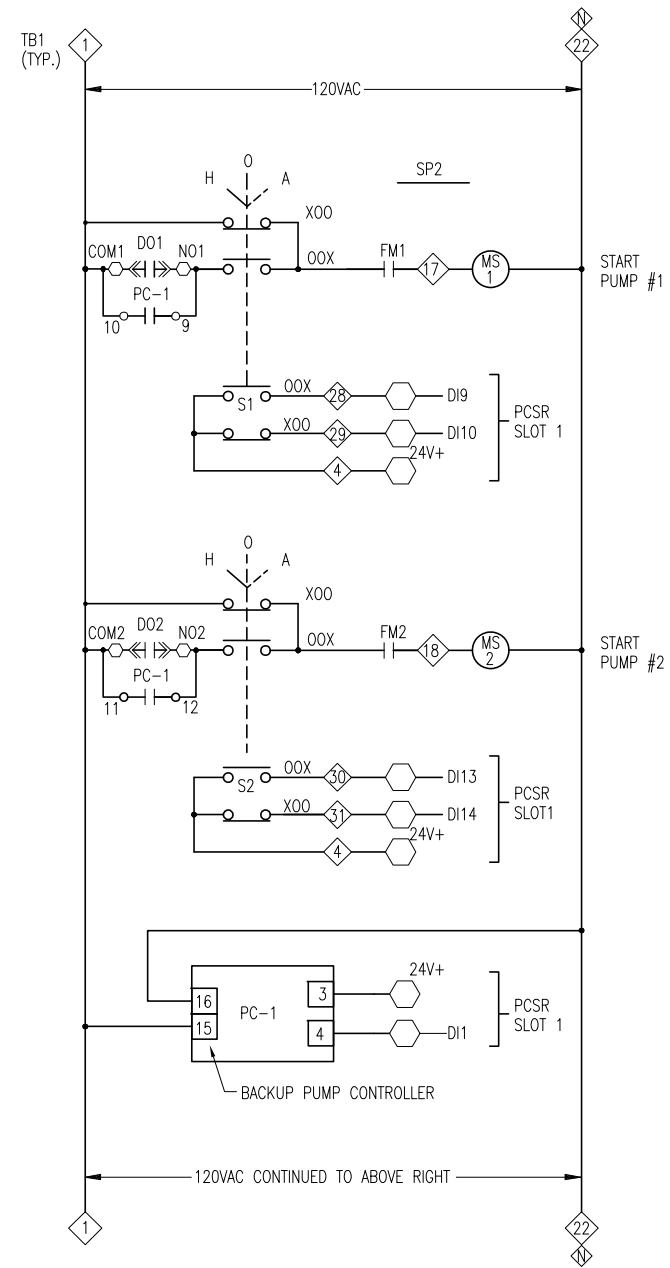 TB1
(TYP.)
1
N
22
120VAC
O
H A
SP2
XOO
COM1 DO1 NO1
OOX
FM1
17
MS
1
START
PUMP #1
PC-1
10 9
S1
OOX
28
DI9
XOO
29
DI10
24V+
4
PCSR
SLOT 1
O
H A
XOO
COM2 DO2 NO2
OOX
FM2
18
MS
2
START
PUMP #2
PC-1
11 12
S2
OOX
30
DI13
XOO
31
DI14
24V+
4
PCSR
SLOT1
16
15
PC-1
3
4
24V+
DI1
PCSR
SLOT 1
BACKUP PUMP CONTROLLER
120VAC CONTINUED TO ABOVE RIGHT
1
22
N